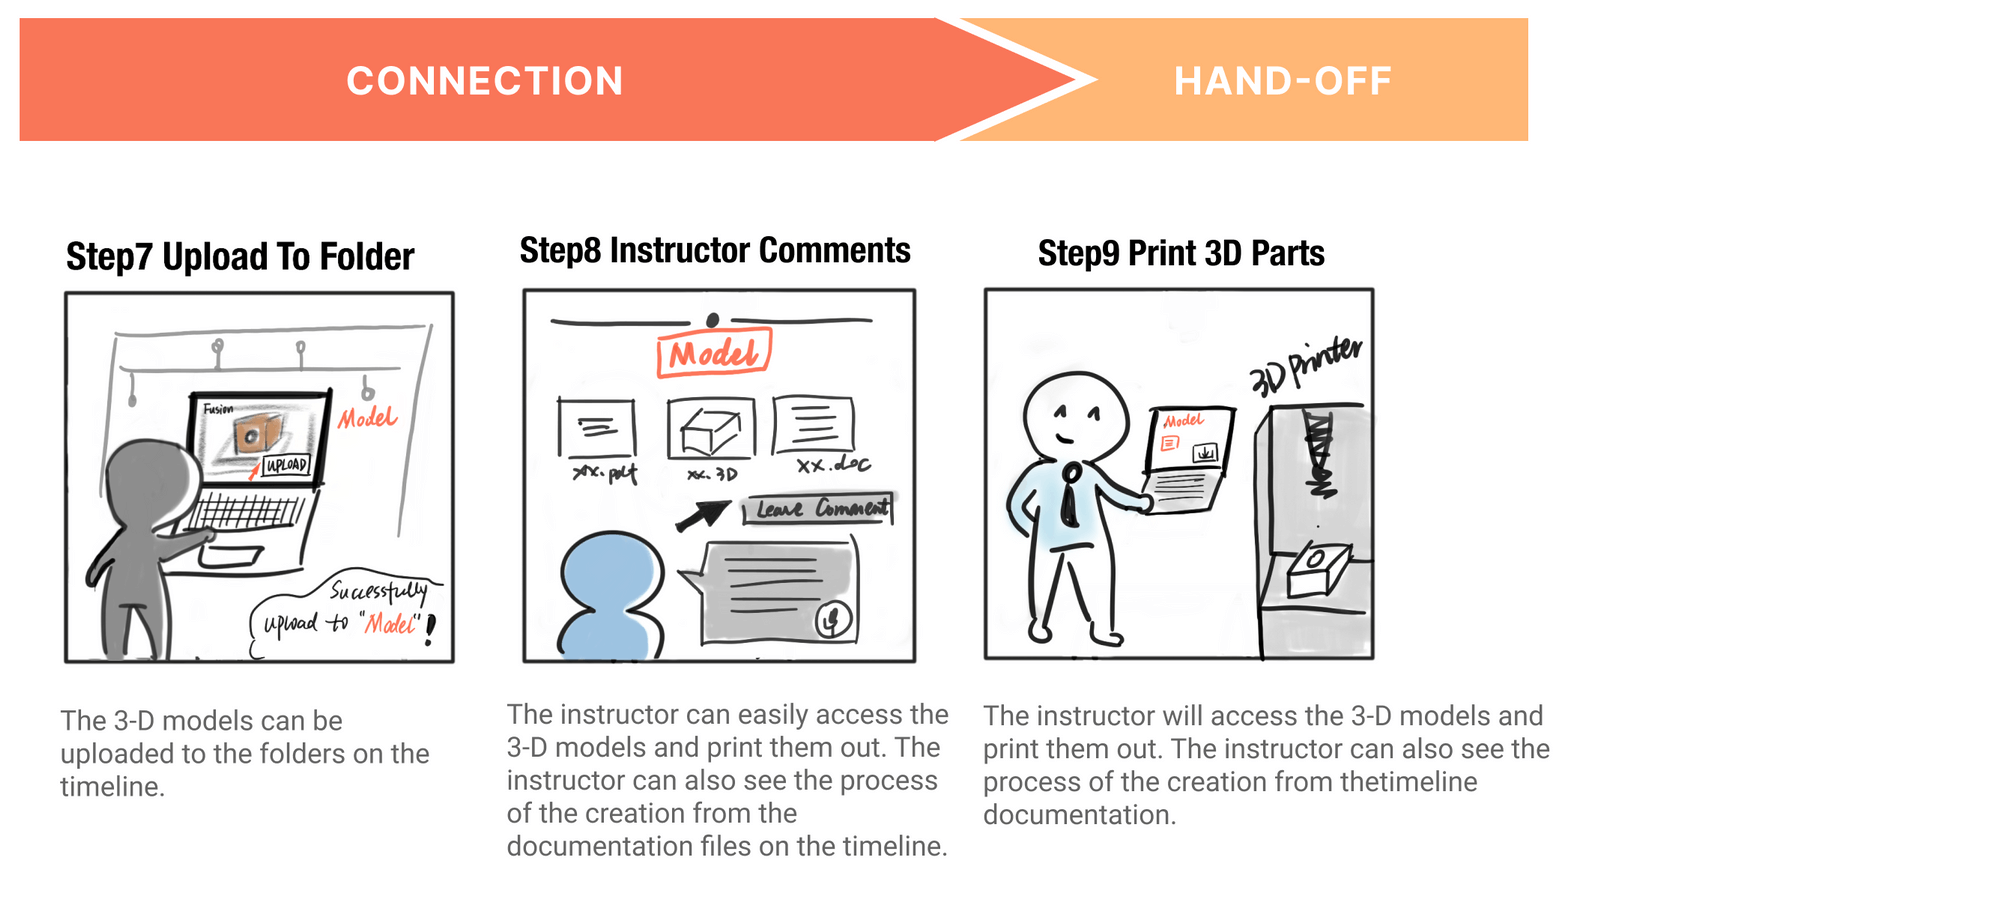 CONNECTION
HAND-OFF
Step7 Upload To Folder
Fusion
UPLOAD
Model
Successfully
upload to "Model"!
The 3-D models can be
uploaded to the folders on the
timeline.
Step8 Instructor Comments
Model
xx.pdf
xx.3D
xx.doc
Leave Comment
The instructor can easily access the
3-D models and print them out. The
instructor can also see the process
of the creation from the
documentation files on the timeline.
Step9 Print 3D Parts
3D printer
Model
The instructor will access the 3-D models and
print them out. The instructor can also see the
process of the creation from thetimeline
documentation.